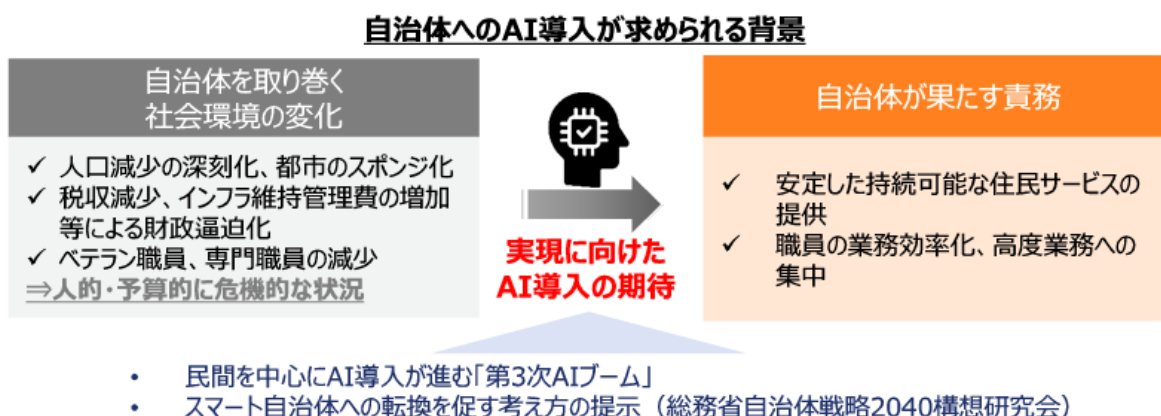 自治体へのAI導入が求められる背景
自治体を取り巻く
社会環境の変化
✓ 人口減少の深刻化、都市のスポンジ化
✓ 税収減少、インフラ維持管理費の増加
等による財政逼迫化
✓ ベテラン職員、専門職員の減少
⇒人的・予算的に危機的な状況
実現に向けた
AI導入の期待
自治体が果たす責務
✓ 安定した持続可能な住民サービスの
提供
✓ 職員の業務効率化、高度業務への
集中
• 民間を中心にAI導入が進む「第3次AIブーム」
• スマート自治体への転換を促す考え方の提示（総務省自治体戦略2040構想研究会）